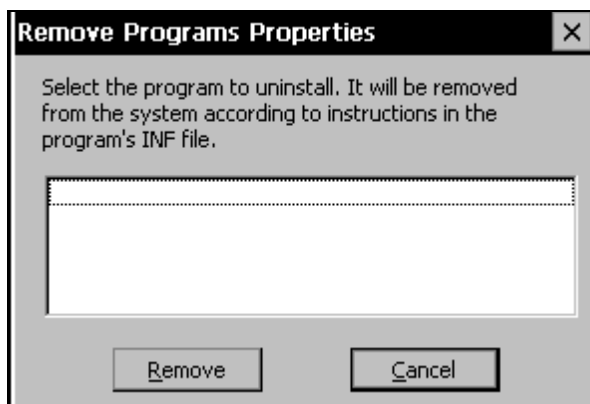 Remove Programs Properties
Select the program to uninstall. It will be removed
from the system according to instructions in the
program's INF file.
Remove
Cancel